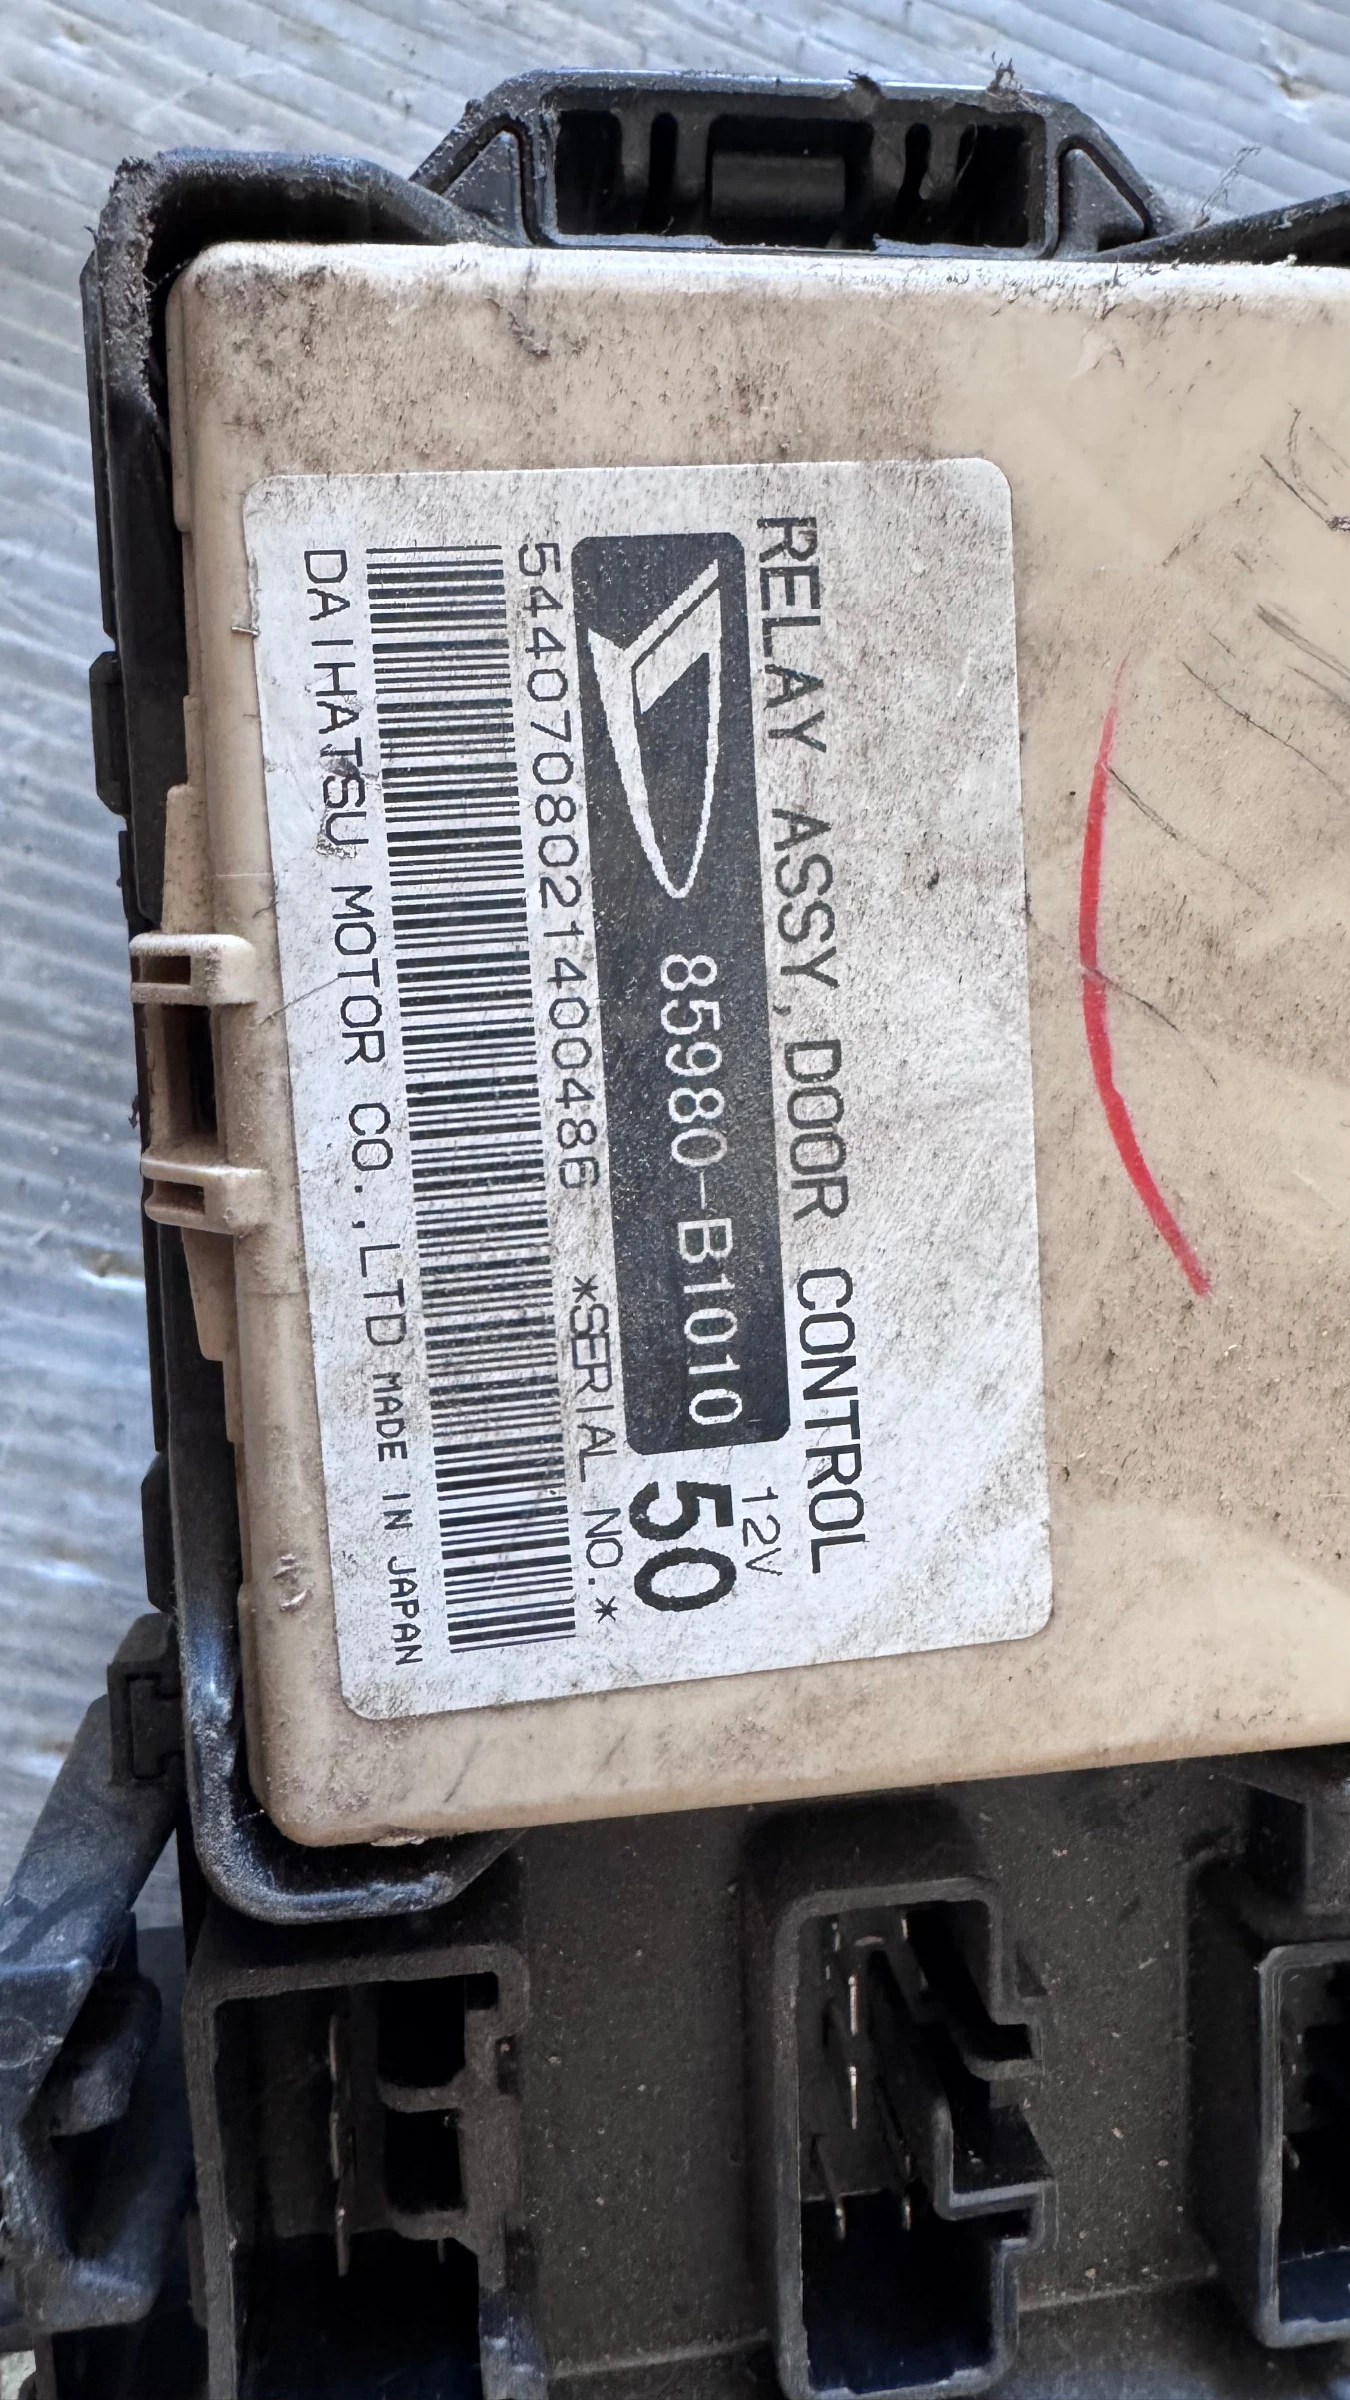 RELAY ASSY, DOOR CONTROL
85980-B1010
12V
50
5440708021400486 *SERIAL NO.*
DAIHATSU MOTOR CO.,LTD MADE IN JAPAN